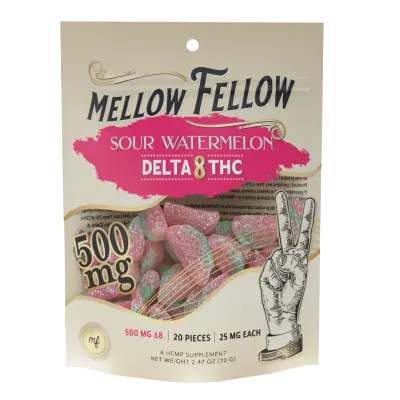 MELLOW FELLOW
SOUR WATERMELON
DELTA 8 THC
500
mg
500 MG Δ8 | 20 PIECES | 25 MG EACH
mf
A HEMP SUPPLEMENT
NET WEIGHT 2.47 OZ (70 G)